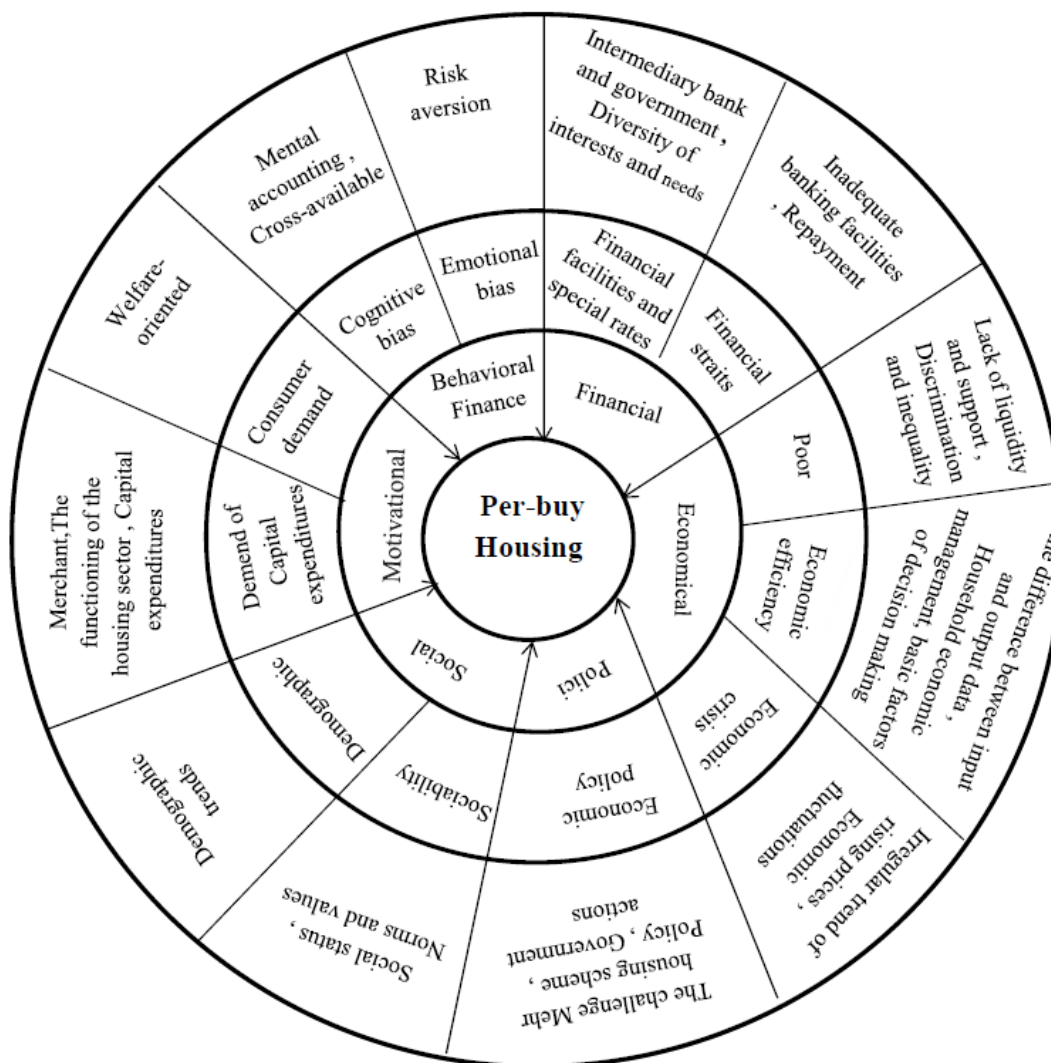 Per-buy
Housing
Behavioral
Finance
Financial
Economical
Polici
Social
Motivational
Emotional
bias
Financial
facilities and
special rates
Financial
straits
Poor
Economic
efficiency
Economic
crisis
Economic
policy
Sociability
Demographic
Demend of
Capital
expenditures
Consumer
demand
Cognitive
bias
Risk
aversion
Intermediary bank
and government ,
Diversity of
interests and needs
Inadequate
banking facilities
, Repayment
Lack of liquidity
and support ,
Discrimination
and inequality
difference between input
and output data ,
Household economic
management, basic factors
of decision making
Irregular trend of
rising prices ,
Economic
fluctuations
The challenge Mehr
housing scheme ,
Policy , Government
actions
Social status ,
Norms and values
Demographic
trends
Merchant,The
functioning of the
housing sector , Capital
expenditures
Welfare-
oriented
Mental
accounting ,
Cross-available